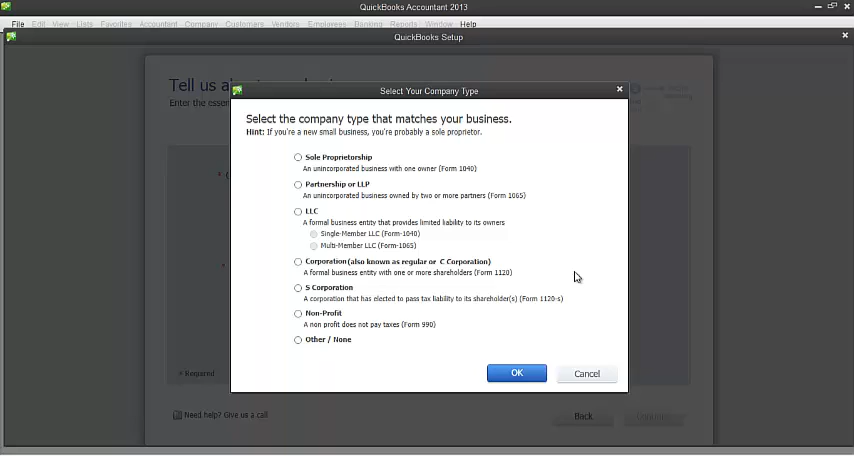 QuickBooks Accountant 2013
File Edit View Lists Favorites Accountant Company Customers Vendors Employees Banking Reports Window Help
QuickBooks Setup
Tell us
Enter the essen
Select Your Company Type
Select the company type that matches your business.
Hint: If you're a new small business, you're probably a sole proprietor.
Sole Proprietorship
An unincorporated business with one owner (Form 1040)
Partnership or LLP
An unincorporated business owned by two or more partners (Form 1065)
LLC
A formal business entity that provides limited liability to its owners
Single-Member LLC (Form-1040)
Multi-Member LLC (Form-1065)
Corporation (also known as regular or C Corporation)
A formal business entity with one or more shareholders (Form 1120)
S Corporation
A corporation that has elected to pass tax liability to its shareholder(s) (Form 1120-s)
Non-Profit
A non profit does not pay taxes (Form 990)
Other / None
OK Cancel
* Required
Need help? Give us a call
Back Continue